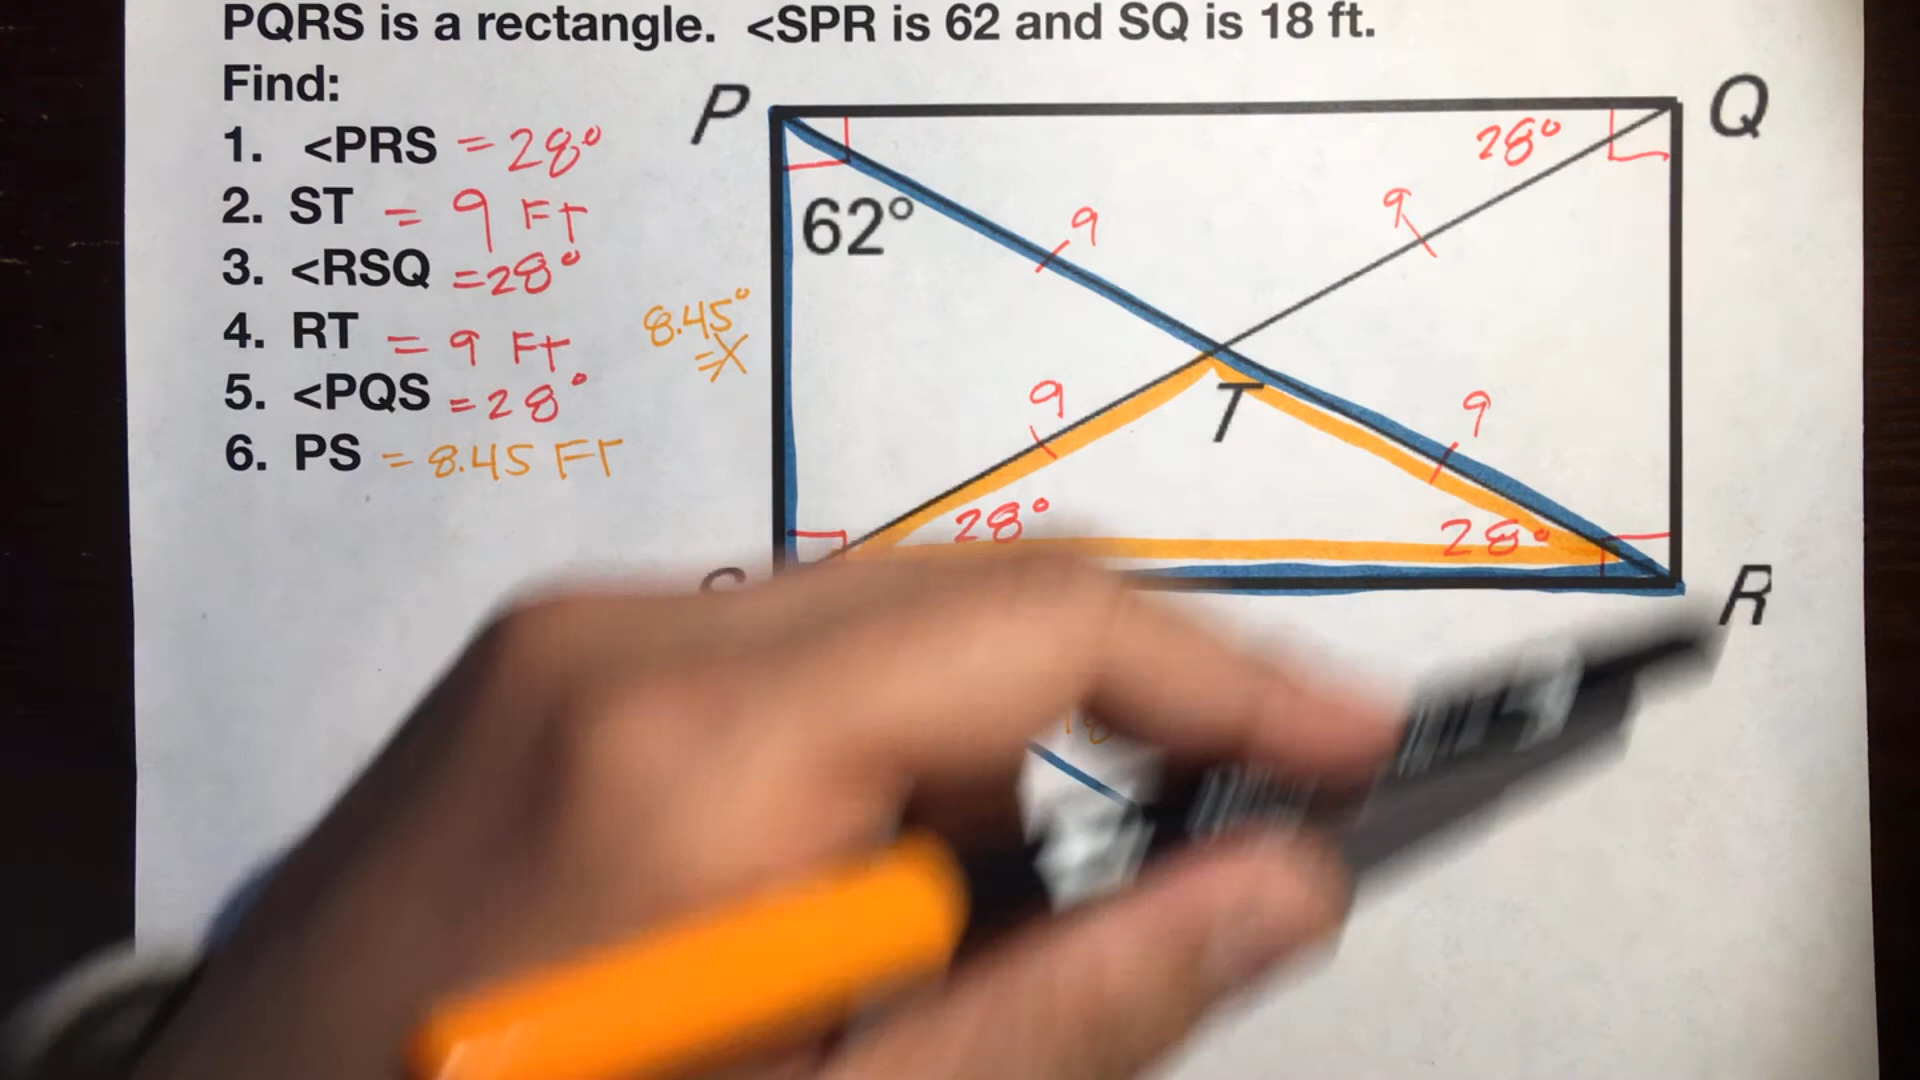 PQRS is a rectangle. <SPR is 62 and SQ is 18 ft.
Find:
1. <PRS = 28°
2. ST = 9 FT
3. <RSQ = 28°
4. RT = 9 FT
5. <PQS = 28°
6. PS = 8.45 FT
P
Q
28°
62°
9
9
8.45°
=X
T
9
9
28°
28°
R
18